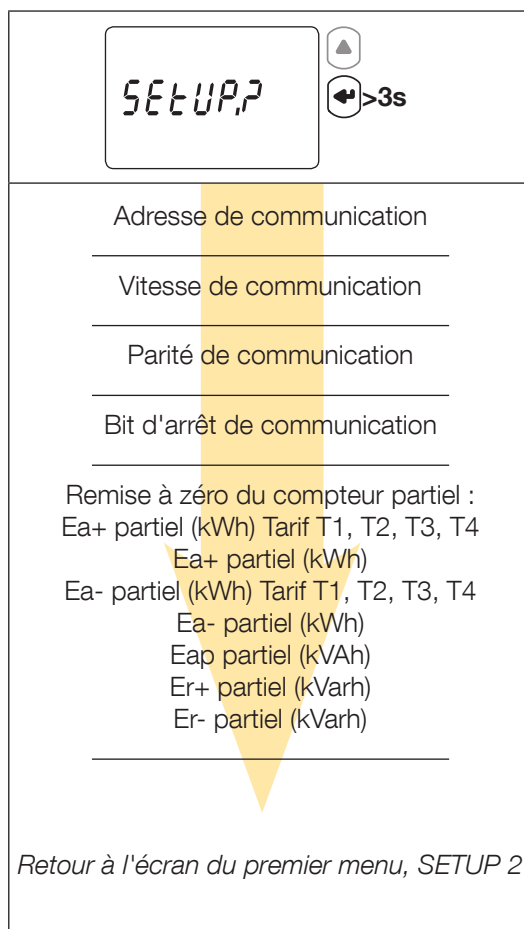 SEtUP,2
>3s
Adresse de communication
Vitesse de communication
Parité de communication
Bit d'arrêt de communication
Remise à zéro du compteur partiel :
Ea+ partiel (kWh) Tarif T1, T2, T3, T4
Ea+ partiel (kWh)
Ea- partiel (kWh) Tarif T1, T2, T3, T4
Ea- partiel (kWh)
Eap partiel (kVAh)
Er+ partiel (kVarh)
Er- partiel (kVarh)
Retour à l'écran du premier menu, SETUP 2